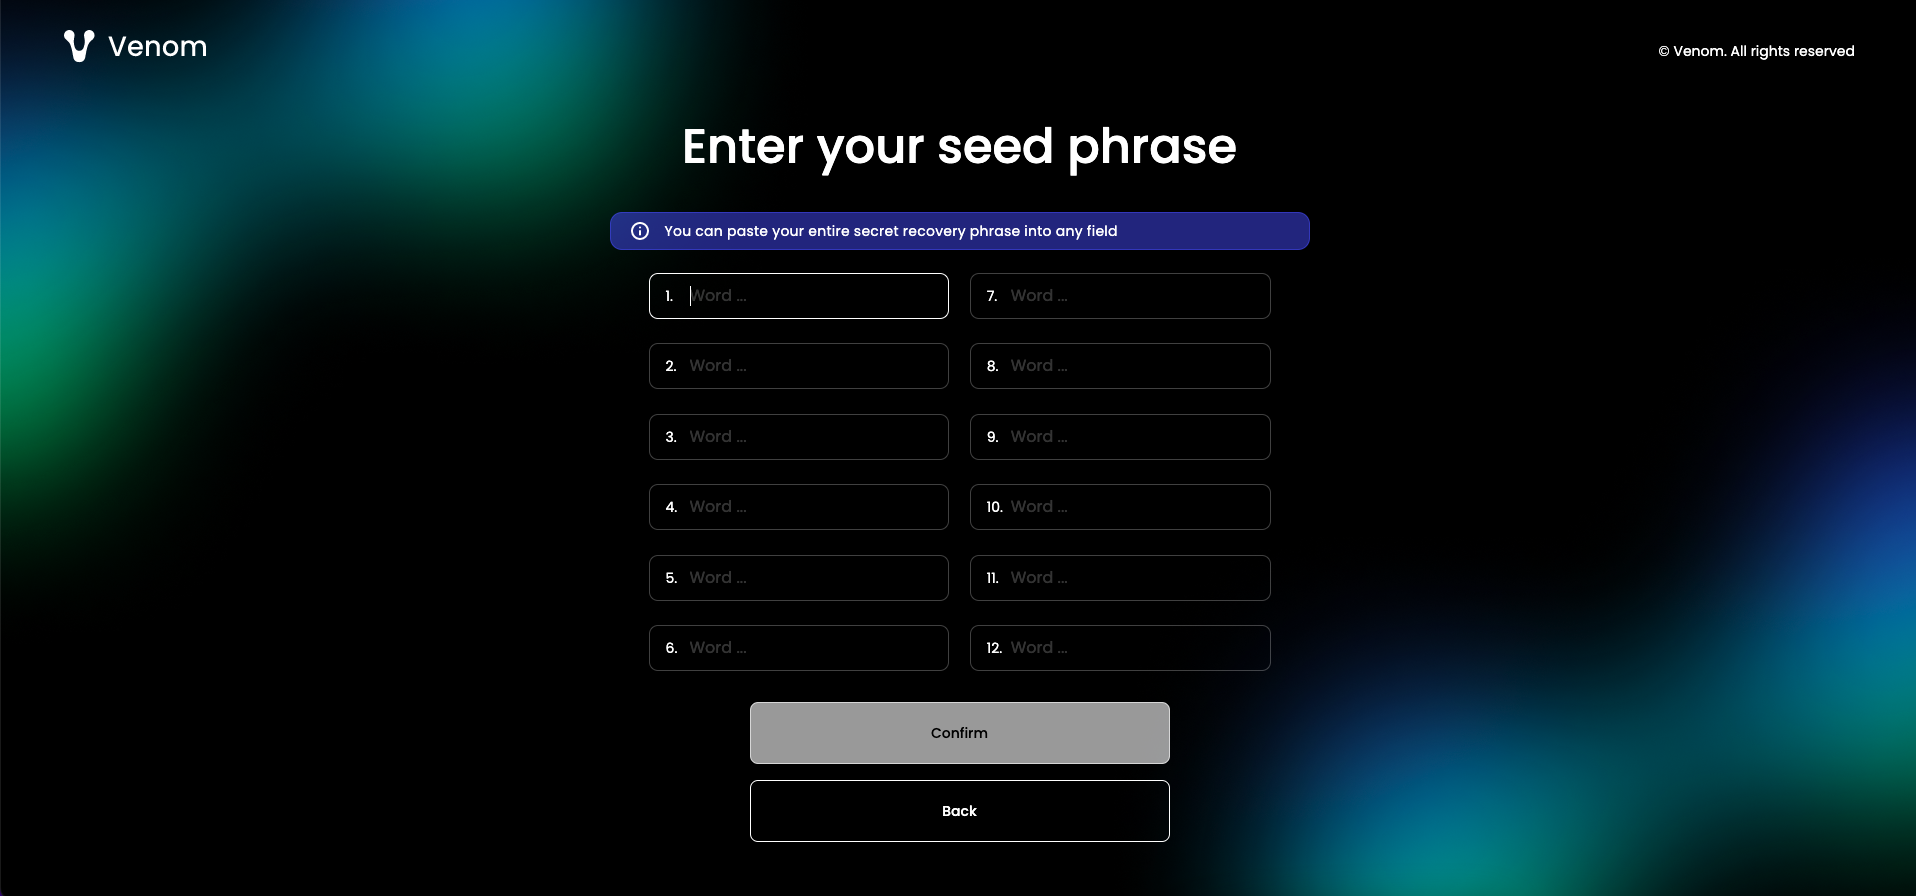 Venom
© Venom. All rights reserved
Enter your seed phrase
You can paste your entire secret recovery phrase into any field
1. Word ...
2. Word ...
3. Word ...
4. Word ...
5. Word ...
6. Word ...
7. Word ...
8. Word ...
9. Word ...
10. Word ...
11. Word ...
12. Word ...
Confirm
Back